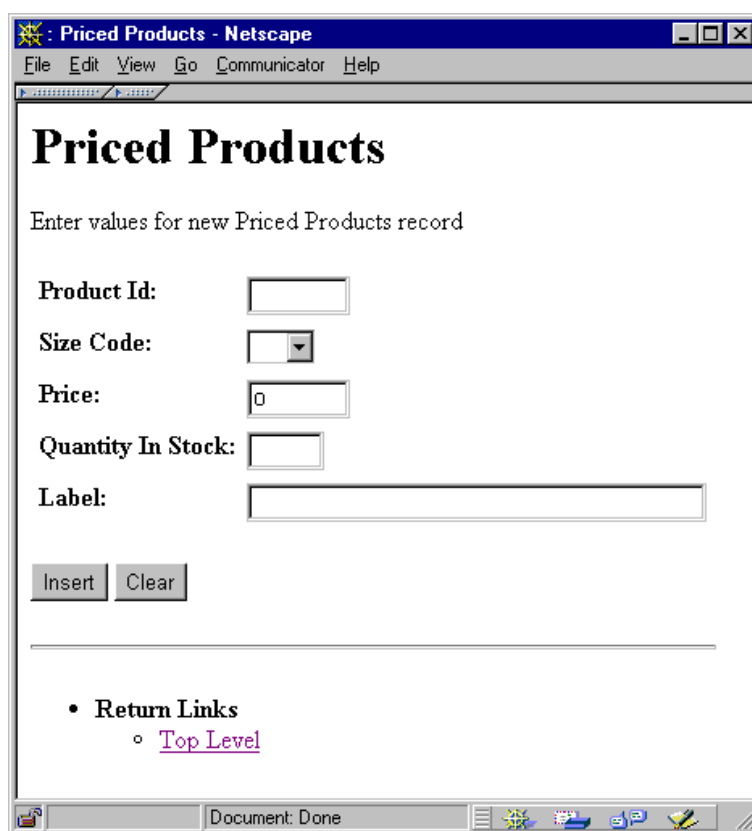 : Priced Products - Netscape
File Edit View Go Communicator Help
Priced Products
Enter values for new Priced Products record
Product Id:
Size Code:
Price: 0
Quantity In Stock:
Label:
Insert Clear
Return Links
Top Level
Document: Done